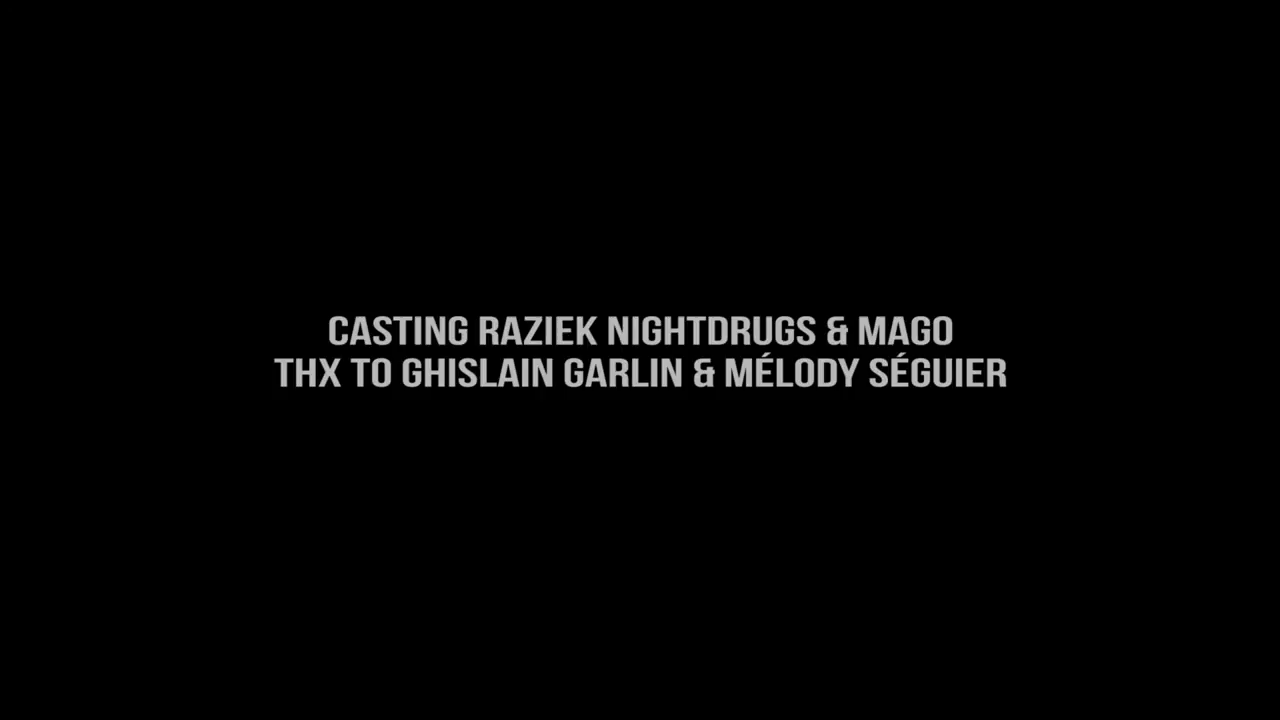 CASTING RAZIEK NIGHTDRUGS & MAGO
THX TO GHISLAIN GARLIN & MÉLODY SÉGUIER